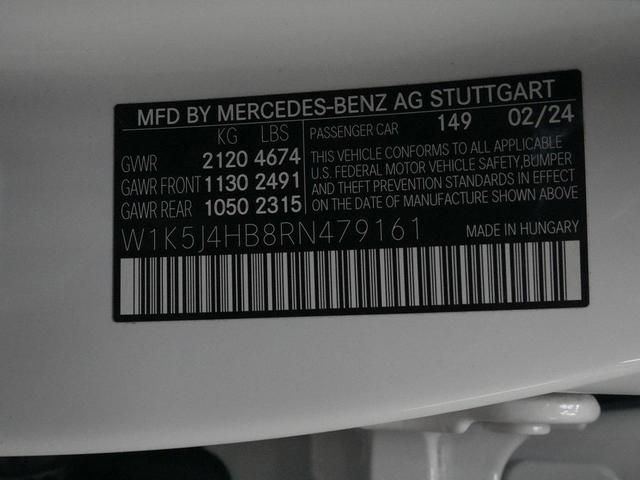 MFD BY MERCEDES-BENZ AG STUTTGART
KG LBS
PASSENGER CAR 149 02/24
GVWR 2120 4674
GAWR FRONT 1130 2491
GAWR REAR 1050 2315
THIS VEHICLE CONFORMS TO ALL APPLICABLE
U.S. FEDERAL MOTOR VEHICLE SAFETY,BUMPER
AND THEFT PREVENTION STANDARDS IN EFFECT
ON THE DATE OF MANUFACTURE SHOWN ABOVE
W1K5J4HB8RN479161
MADE IN HUNGARY